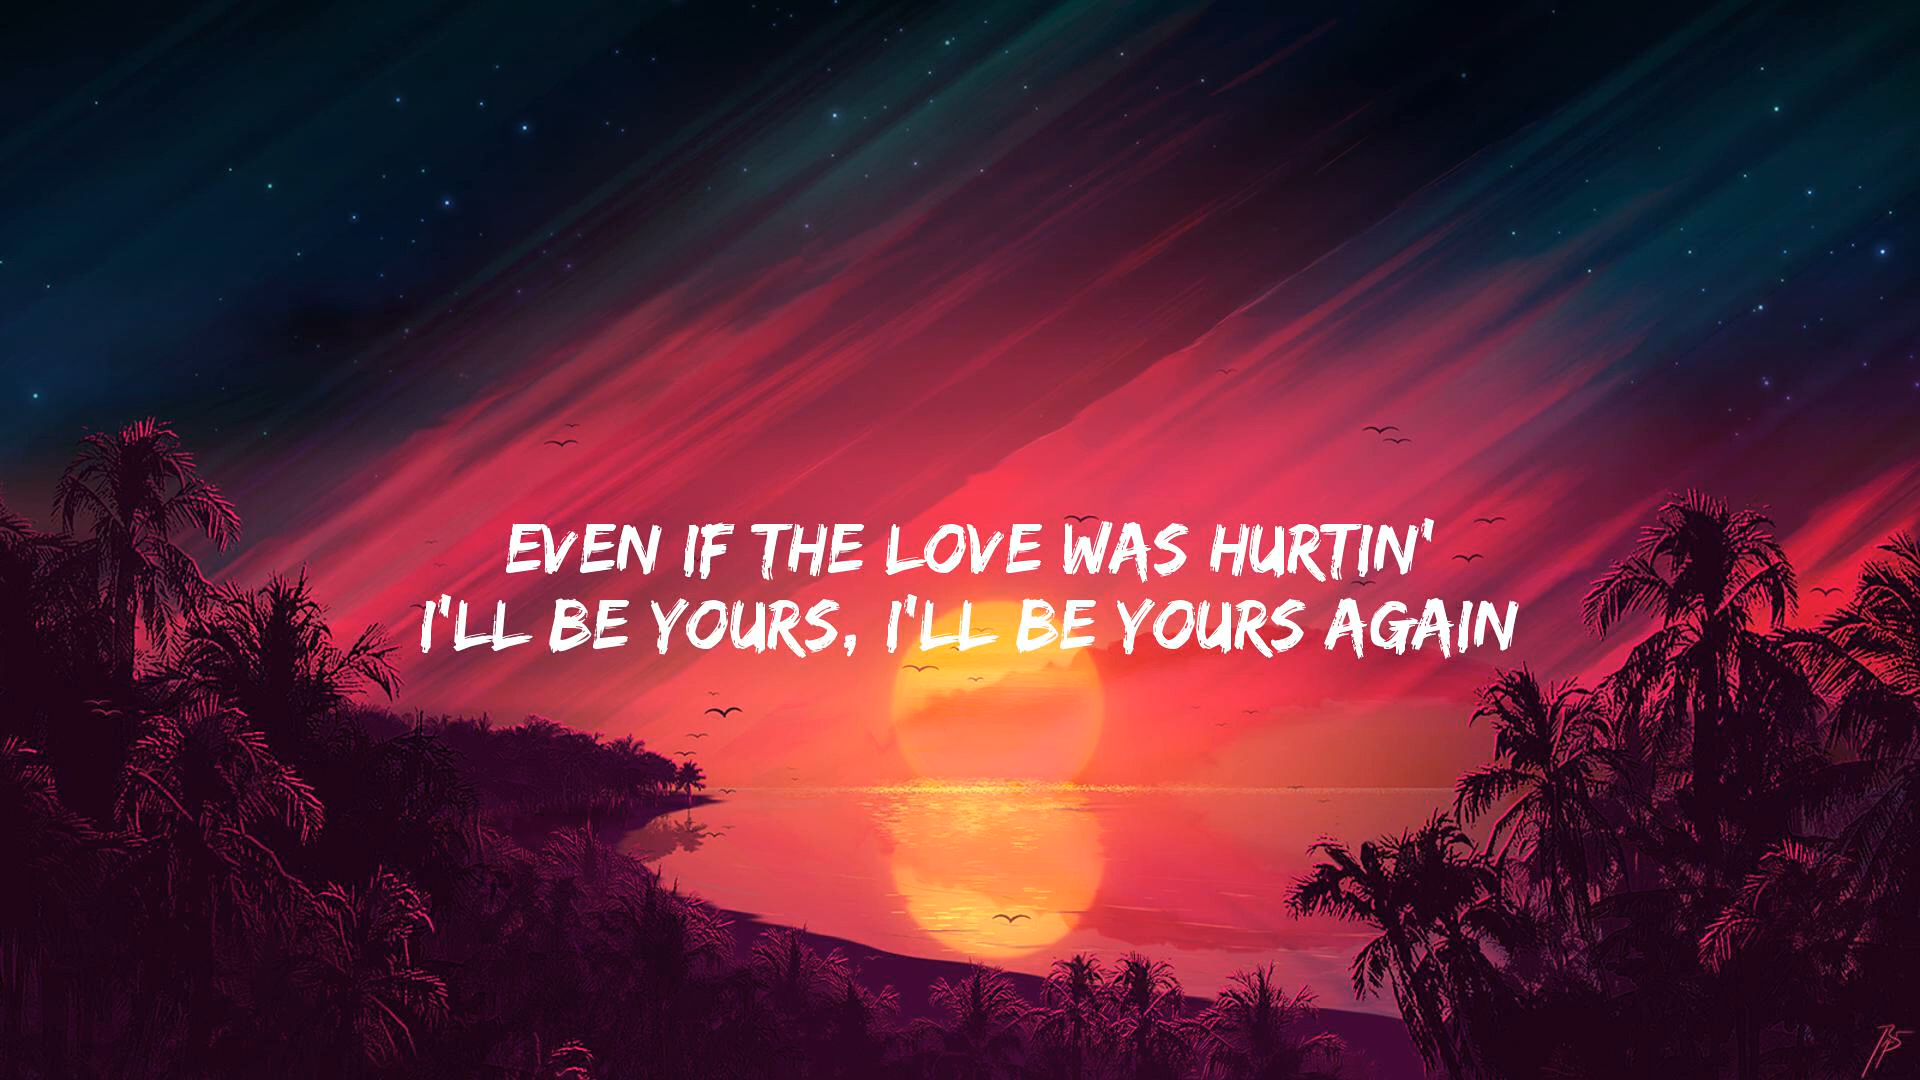 EVEN IF THE LOVE WAS HURTIN'
I'LL BE YOURS, I'LL BE YOURS AGAIN